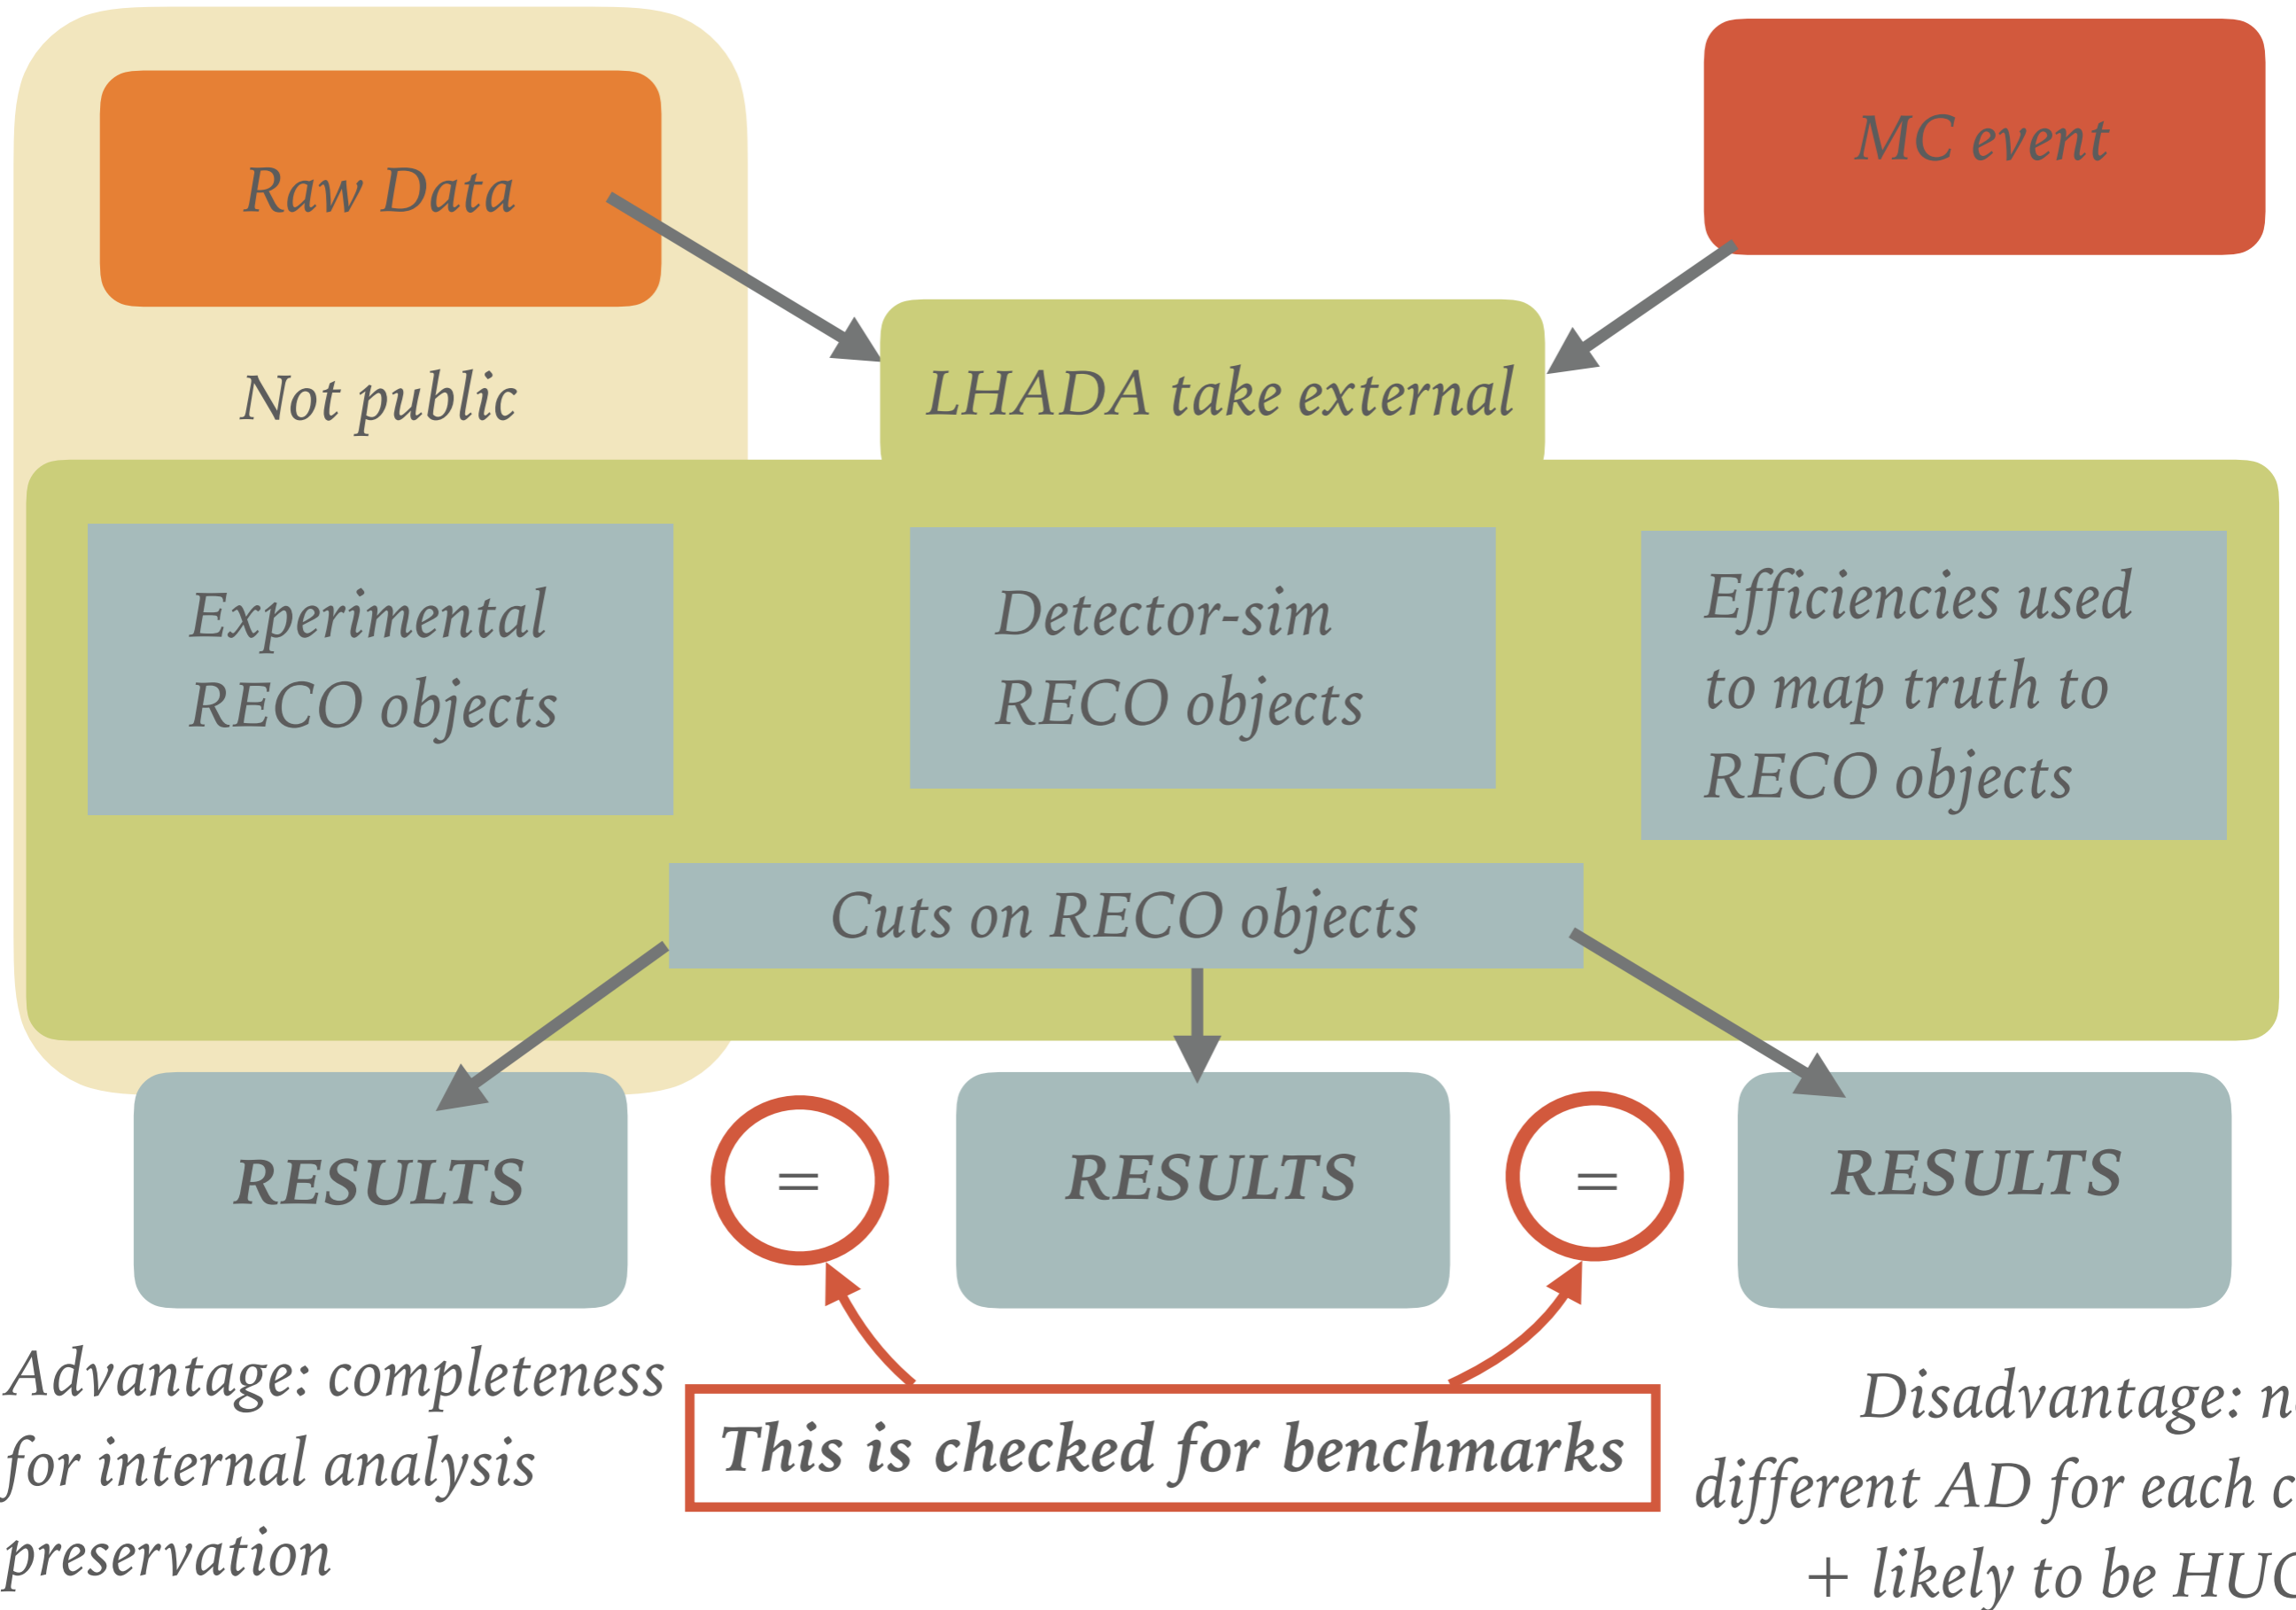 Raw Data
MC event
Not public
LHADA take external
Experimental
RECO objects
Detector-sim
RECO objects
Efficiencies used
to map truth to
RECO objects
Cuts on RECO objects
RESULTS
=
RESULTS
=
RESULTS
Advantage: completeness
for internal analysis
preservation
This is checked for benchmarks
Disadvantage:
different AD for each
+ likely to be